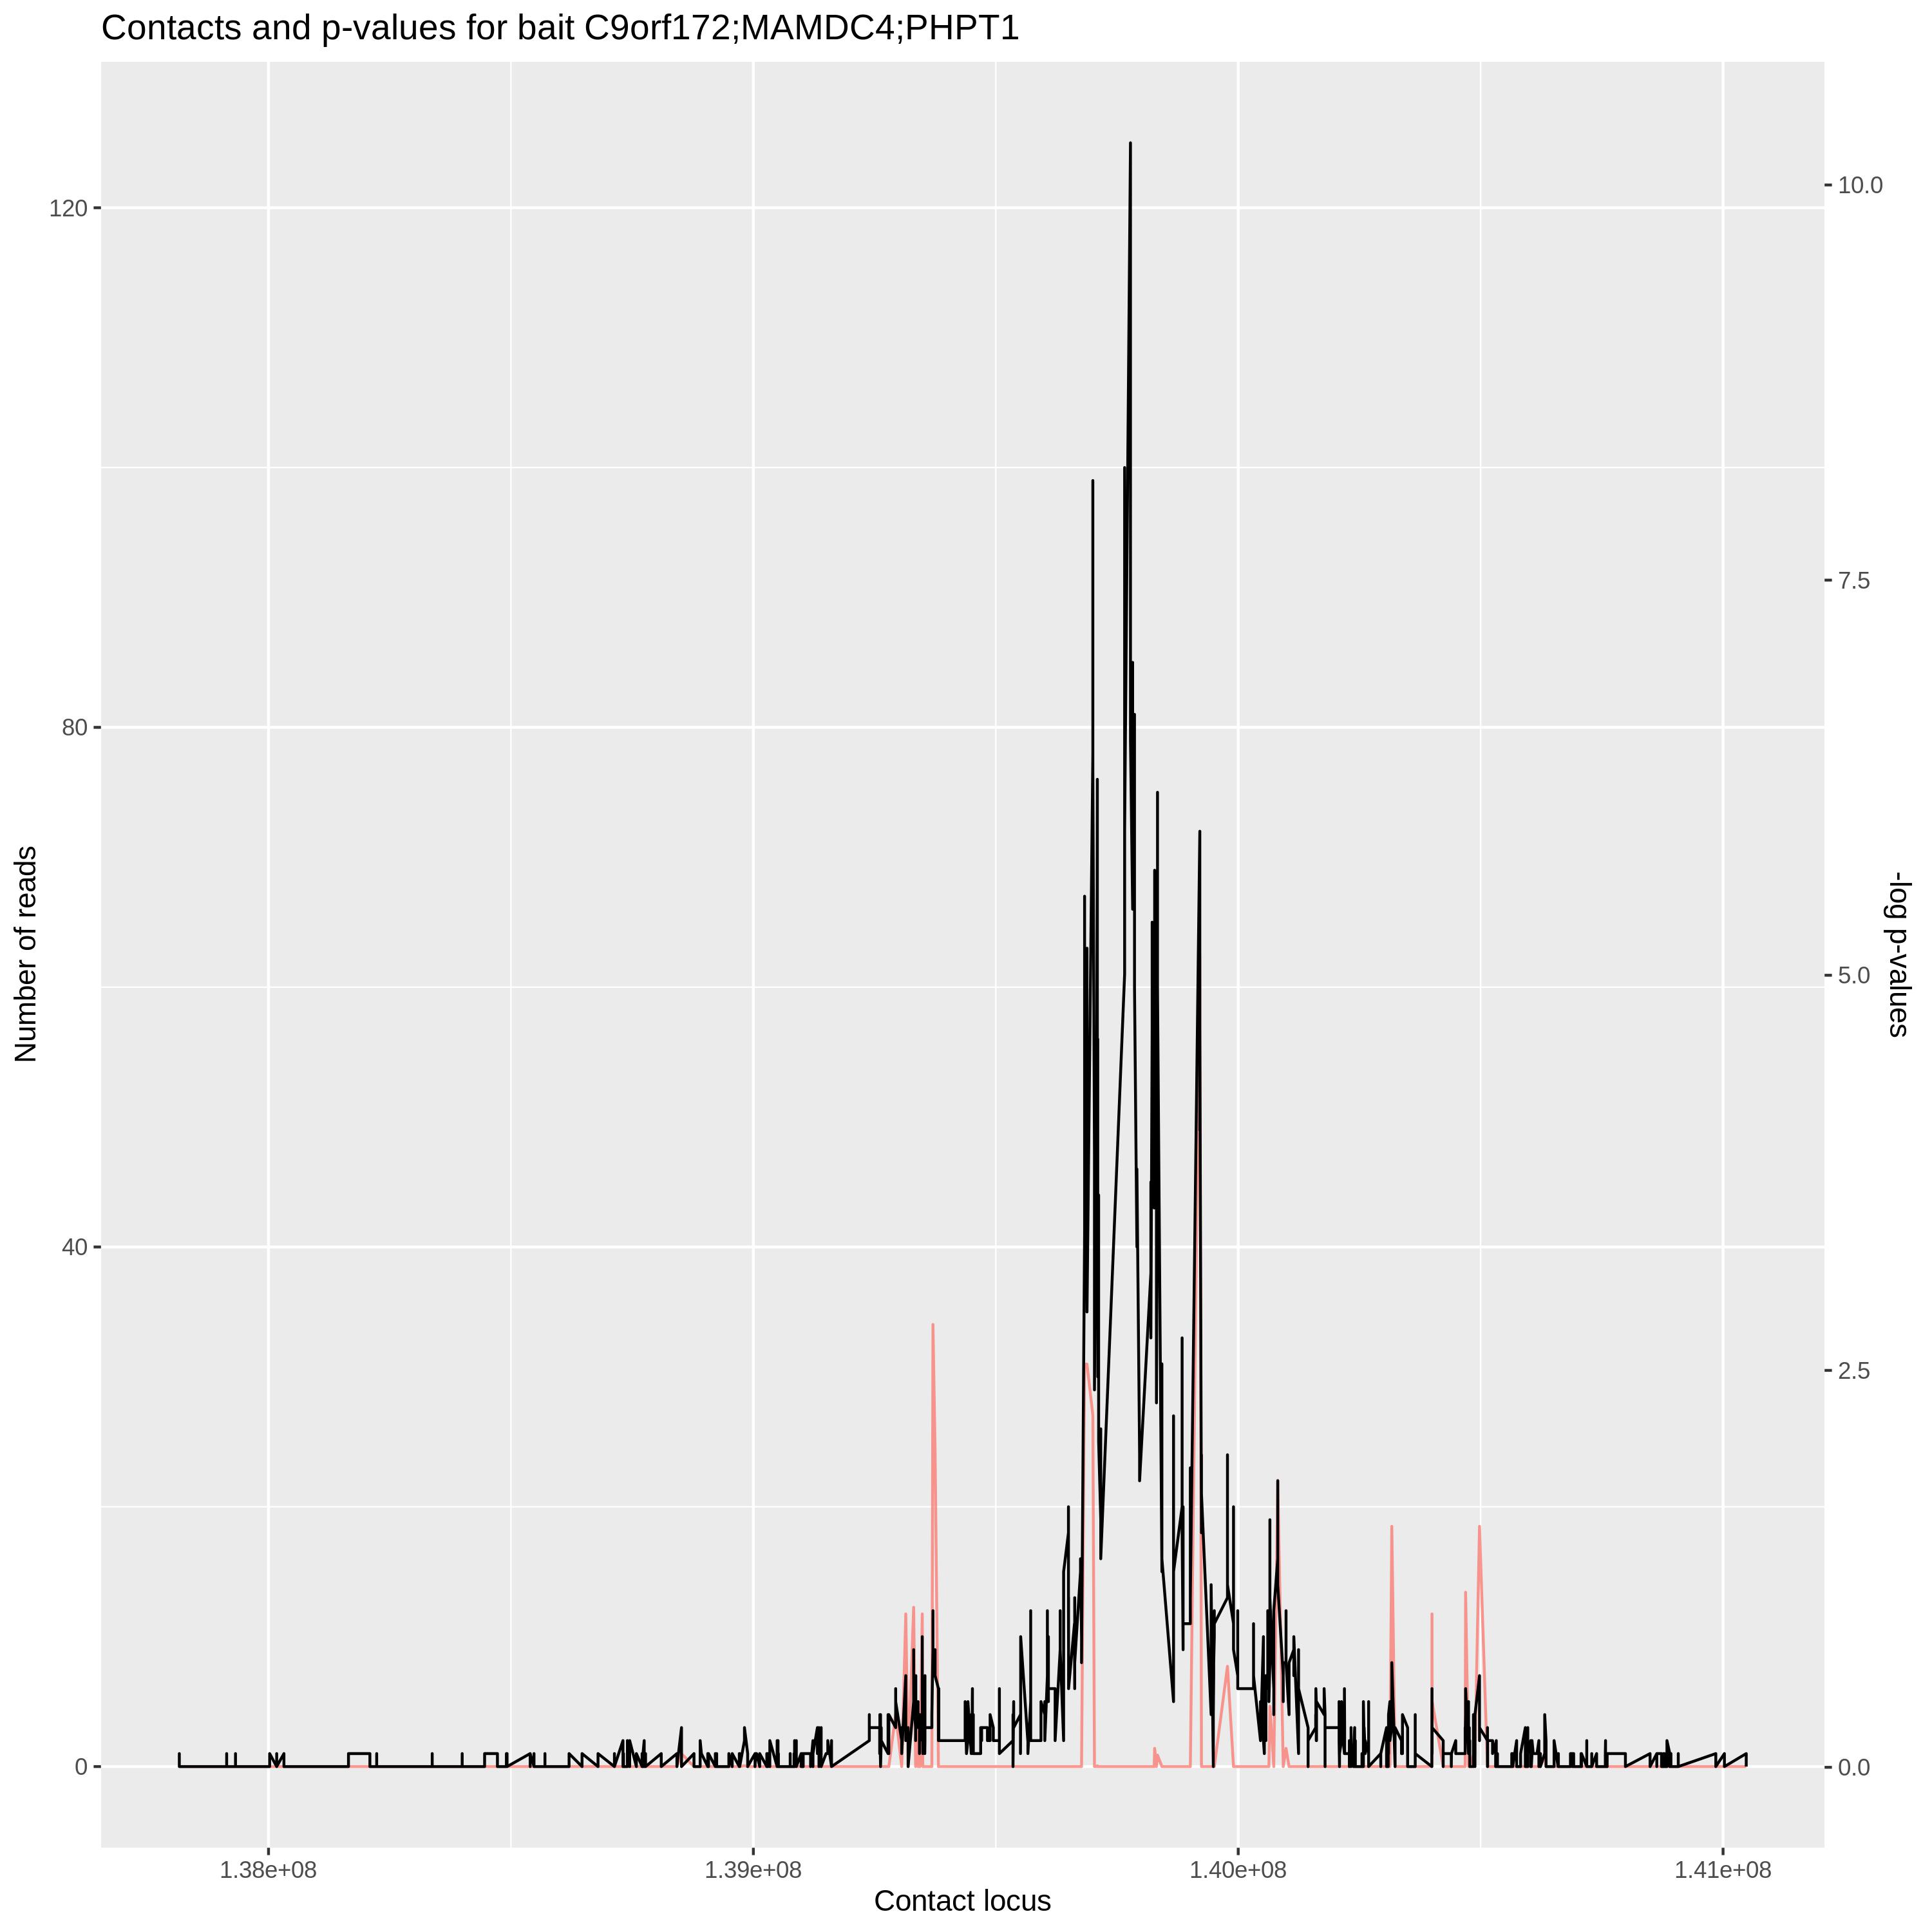 Contacts and p-values for bait C9orf172;MAMDC4;PHPT1
120
80
40
0
Number of reads
10.0
7.5
5.0
2.5
0.0
-log p-values
1.38e+08
1.39e+08
1.40e+08
1.41e+08
Contact locus